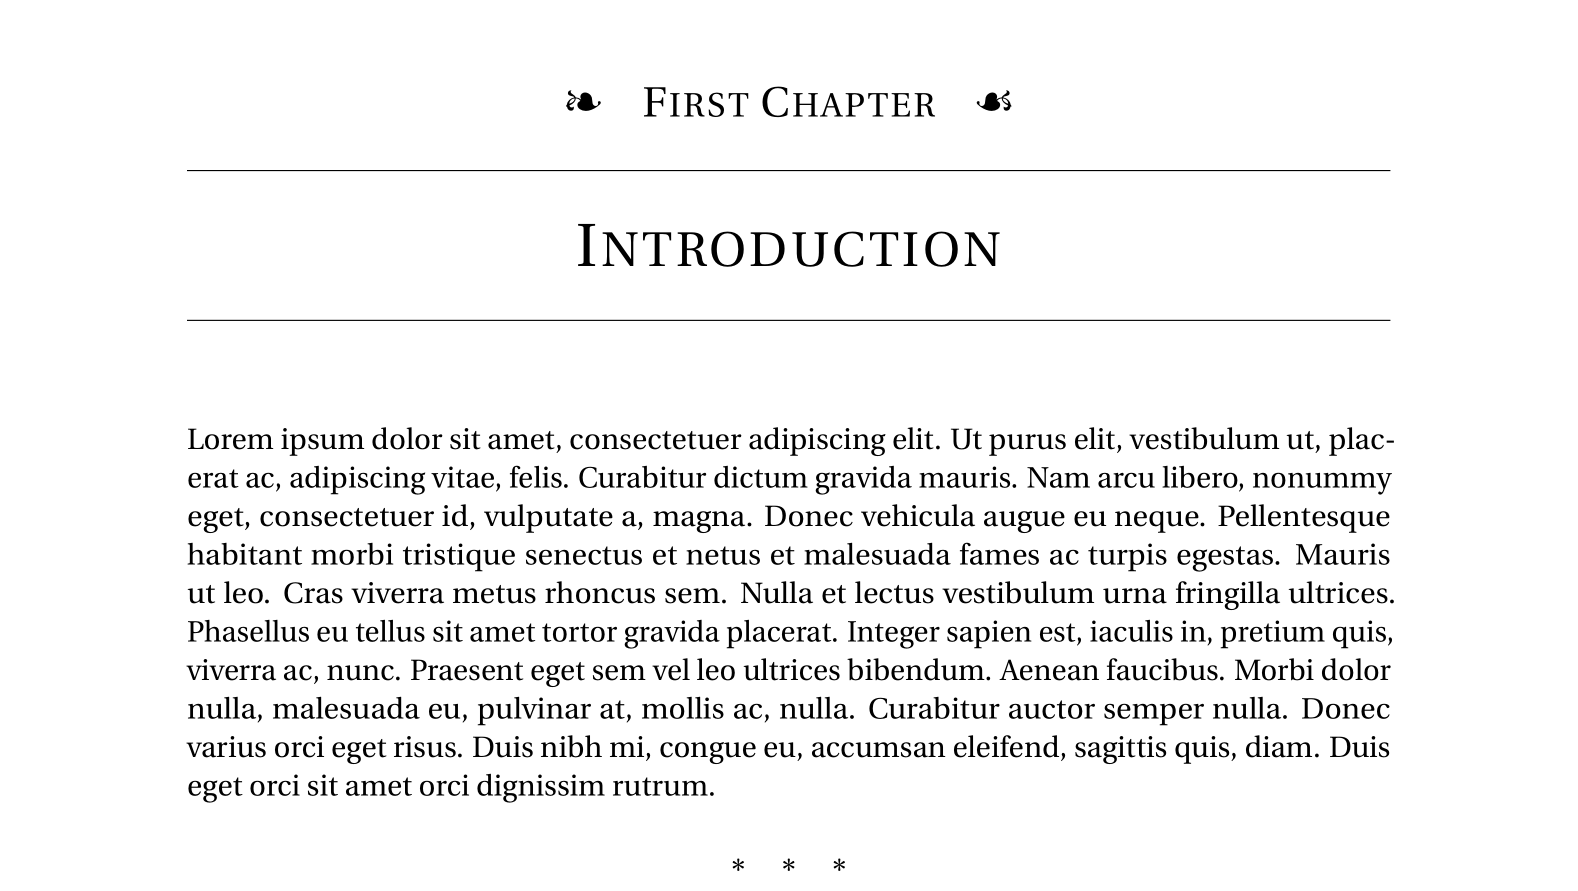 ❧ First Chapter ☙
Introduction
Lorem ipsum dolor sit amet, consectetuer adipiscing elit. Ut purus elit, vestibulum ut, plac-
erat ac, adipiscing vitae, felis. Curabitur dictum gravida mauris. Nam arcu libero, nonummy
eget, consectetuer id, vulputate a, magna. Donec vehicula augue eu neque. Pellentesque
habitant morbi tristique senectus et netus et malesuada fames ac turpis egestas. Mauris
ut leo. Cras viverra metus rhoncus sem. Nulla et lectus vestibulum urna fringilla ultrices.
Phasellus eu tellus sit amet tortor gravida placerat. Integer sapien est, iaculis in, pretium quis,
viverra ac, nunc. Praesent eget sem vel leo ultrices bibendum. Aenean faucibus. Morbi dolor
nulla, malesuada eu, pulvinar at, mollis ac, nulla. Curabitur auctor semper nulla. Donec
varius orci eget risus. Duis nibh mi, congue eu, accumsan eleifend, sagittis quis, diam. Duis
eget orci sit amet orci dignissim rutrum.
* * *